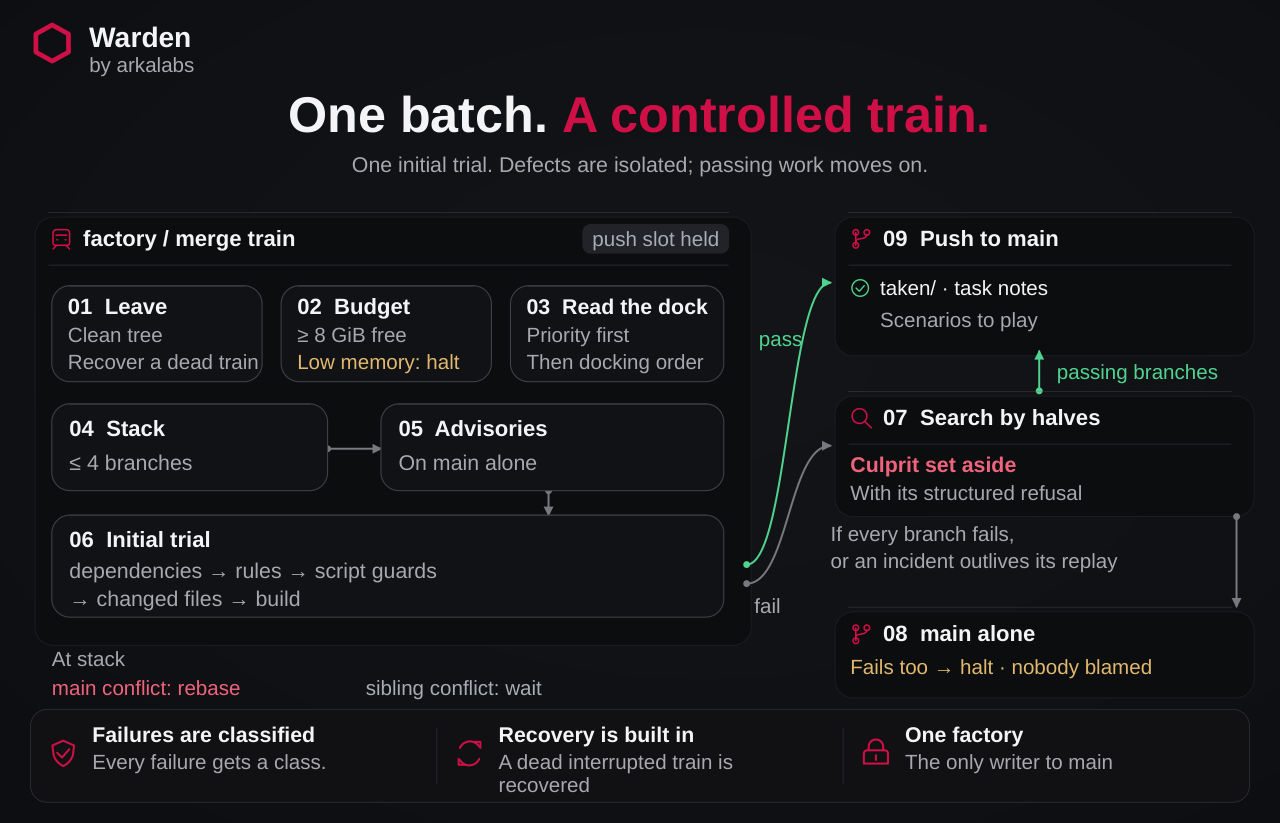 Warden
by arkalabs
One batch. A controlled train.
One initial trial. Defects are isolated; passing work moves on.
factory / merge train
push slot held
01 Leave
Clean tree
Recover a dead train
02 Budget
≥ 8 GiB free
Low memory: halt
03 Read the dock
Priority first
Then docking order
04 Stack
≤ 4 branches
05 Advisories
On main alone
06 Initial trial
dependencies → rules → script guards
→ changed files → build
At stack
main conflict: rebase
sibling conflict: wait
pass
fail
09 Push to main
taken/ · task notes
Scenarios to play
passing branches
07 Search by halves
Culprit set aside
With its structured refusal
If every branch fails,
or an incident outlives its replay
08 main alone
Fails too → halt · nobody blamed
Failures are classified
Every failure gets a class.
Recovery is built in
A dead interrupted train is
recovered
One factory
The only writer to main